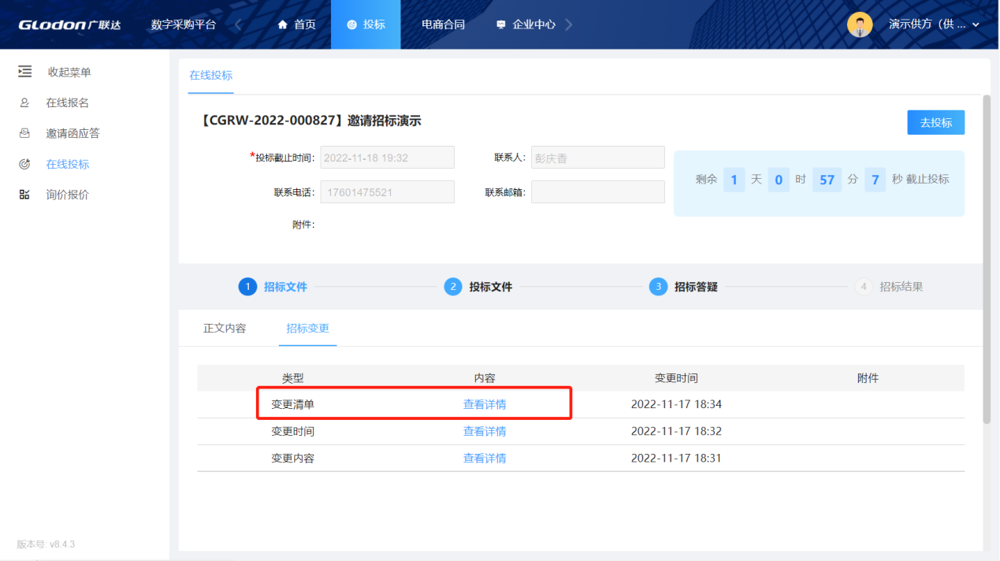 GLodon广联达 数字采购平台 首页 投标 电商合同 企业中心 演示供方（供 ...
收起菜单
在线报名
邀请函应答
在线投标
询价报价
版本号: v8.4.3
在线投标
【CGRW-2022-000827】邀请招标演示
去投标
*投标截止时间: 2022-11-18 19:32 联系人: 彭庆香
联系电话: 17601475521 联系邮箱:
附件:
剩余 1 天 0 时 57 分 7 秒 截止投标
1 招标文件 2 投标文件 3 招标答疑 4 招标结果
正文内容 招标变更
类型 内容 变更时间 附件
变更清单 查看详情 2022-11-17 18:34
变更时间 查看详情 2022-11-17 18:32
变更内容 查看详情 2022-11-17 18:31